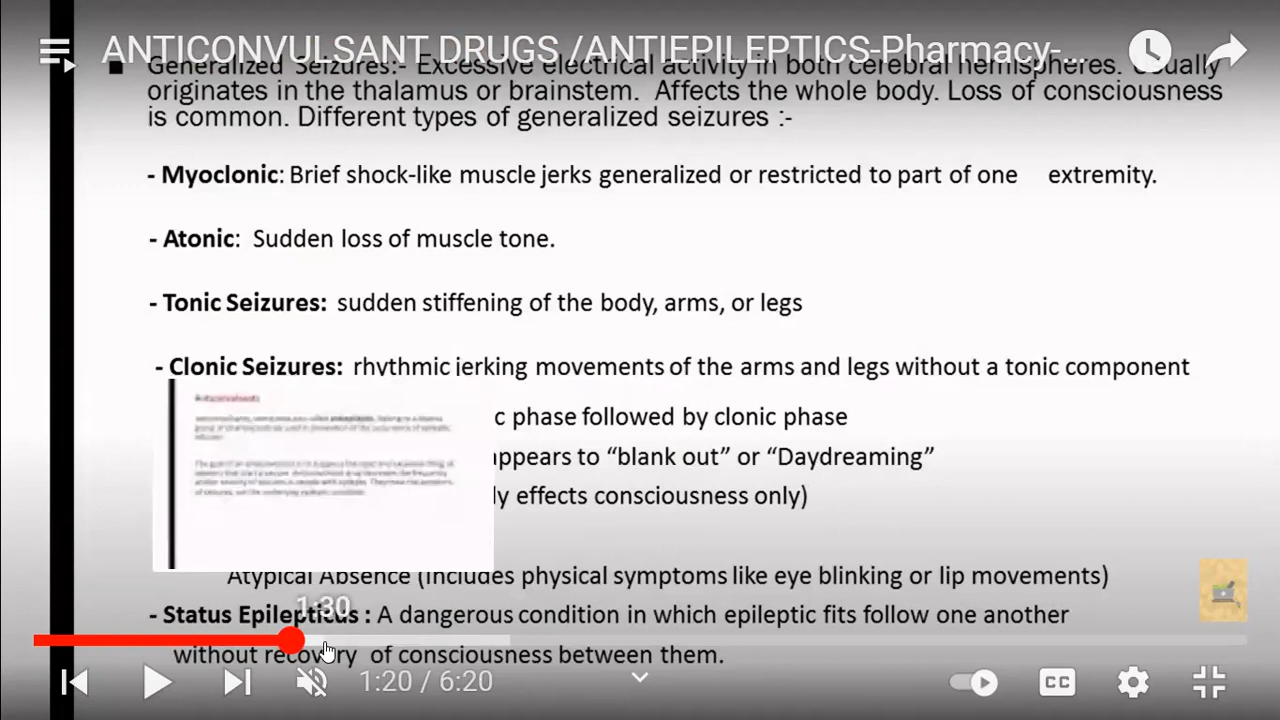 ANTICONVULSANT DRUGS /ANTIEPILEPTICS-Pharmacy-...
■ Generalized Seizures:- Excessive electrical activity in both cerebral hemispheres. Usually
originates in the thalamus or brainstem. Affects the whole body. Loss of consciousness
is common. Different types of generalized seizures :-
- Myoclonic: Brief shock-like muscle jerks generalized or restricted to part of one extremity.
- Atonic: Sudden loss of muscle tone.
- Tonic Seizures: sudden stiffening of the body, arms, or legs
- Clonic Seizures: rhythmic jerking movements of the arms and legs without a tonic component
Anticonvulsants
c phase followed by clonic phase
appears to “blank out” or “Daydreaming”
ly effects consciousness only)
Atypical Absence (Includes physical symptoms like eye blinking or lip movements)
1:30
- Status Epilepticus : A dangerous condition in which epileptic fits follow one another
without recovery of consciousness between them.
1:20 / 6:20
CC